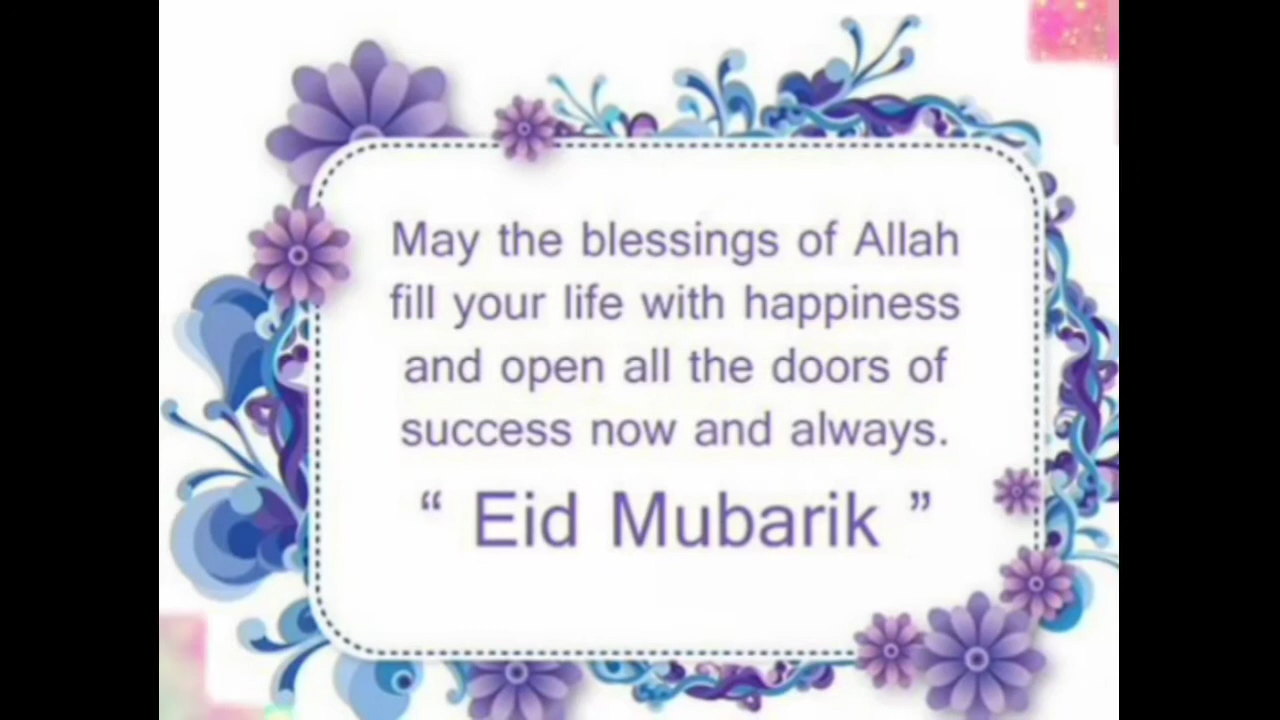 May the blessings of Allah
fill your life with happiness
and open all the doors of
success now and always.
“ Eid Mubarik ”